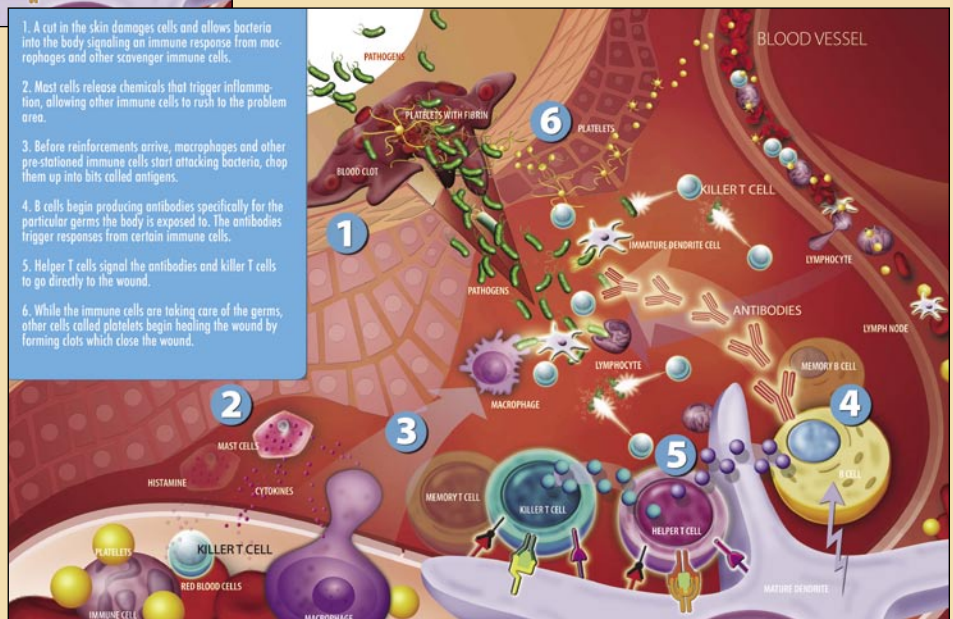 1. A cut in the skin damages cells and allows bacteria
into the body signaling an immune response from mac-
rophages and other scavenger immune cells.
2. Mast cells release chemicals that trigger inflamma-
tion, allowing other immune cells to rush to the problem
area.
3. Before reinforcements arrive, macrophages and other
pre-stationed immune cells start attacking bacteria, chop
them up into bits called antigens.
4. B cells begin producing antibodies specifically for the
particular germs the body is exposed to. The antibodies
trigger responses from certain immune cells.
5. Helper T cells signal the antibodies and killer T cells
to go directly to the wound.
6. While the immune cells are taking care of the germs,
other cells called platelets begin healing the wound by
forming clots which close the wound.
PATHOGENS
BLOOD VESSEL
PLATELETS WITH FIBRIN
6
PLATELETS
BLOOD CLOT
KILLER T CELL
1
IMMATURE DENDRITE CELL
LYMPHOCYTE
PATHOGENS
ANTIBODIES
LYMPH NODE
LYMPHOCYTE
MEMORY B CELL
MACROPHAGE
2
3
4
5
MAST CELLS
B CELL
HISTAMINE
CYTOKINES
MEMORY T CELL
KILLER T CELL
HELPER T CELL
PLATELETS
KILLER T CELL
RED BLOOD CELLS
MATURE DENDRITE
IMMUNE CELL
MACROPHAGE